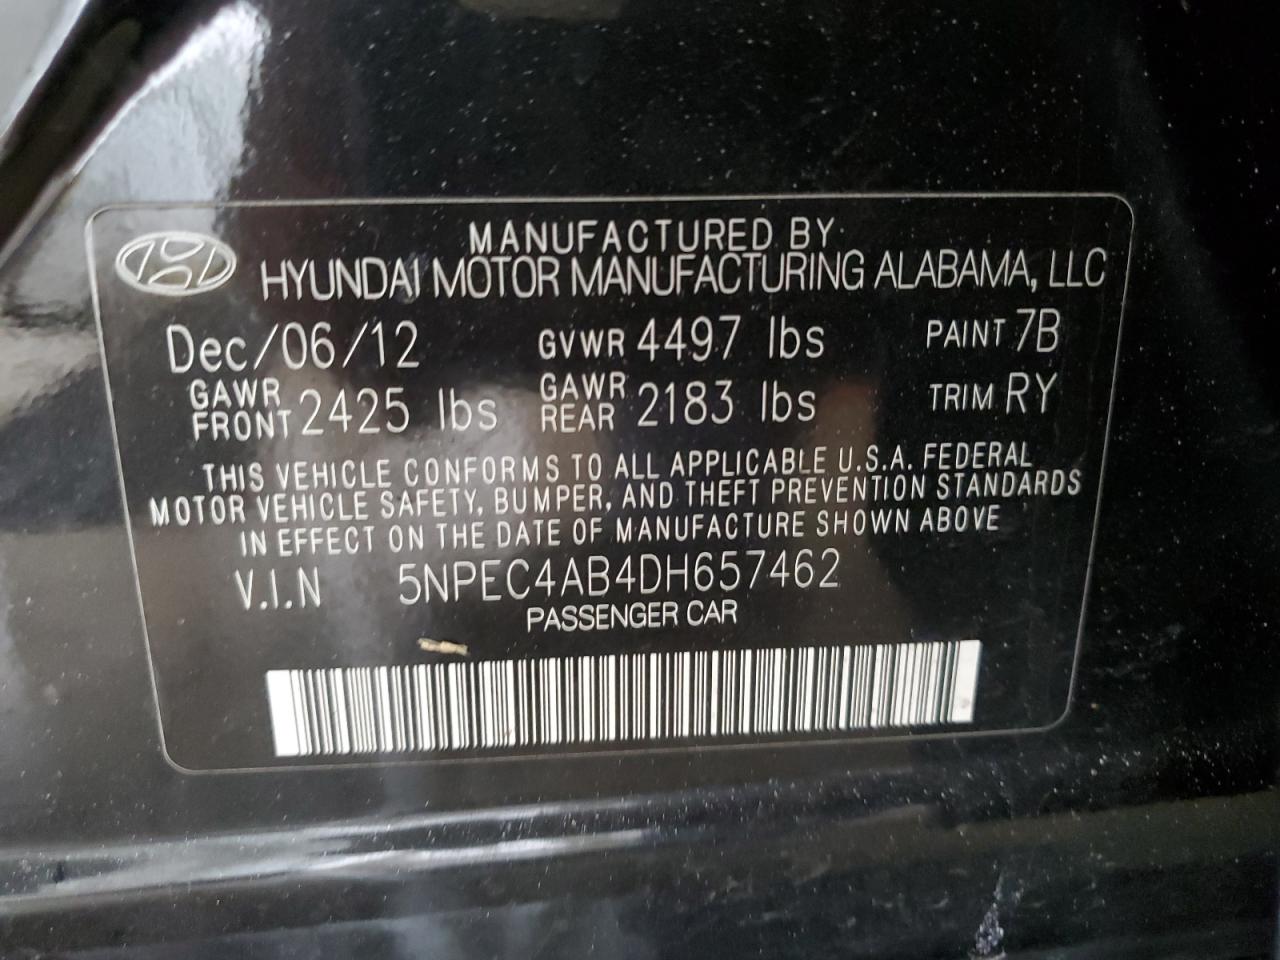 MANUFACTURED BY
HYUNDAI MOTOR MANUFACTURING ALABAMA, LLC
Dec/06/12 GVWR 4497 lbs PAINT 7B
GAWR FRONT 2425 lbs GAWR REAR 2183 lbs TRIM RY
THIS VEHICLE CONFORMS TO ALL APPLICABLE U.S.A. FEDERAL
MOTOR VEHICLE SAFETY, BUMPER, AND THEFT PREVENTION STANDARDS
IN EFFECT ON THE DATE OF MANUFACTURE SHOWN ABOVE
V.I.N 5NPEC4AB4DH657462
PASSENGER CAR